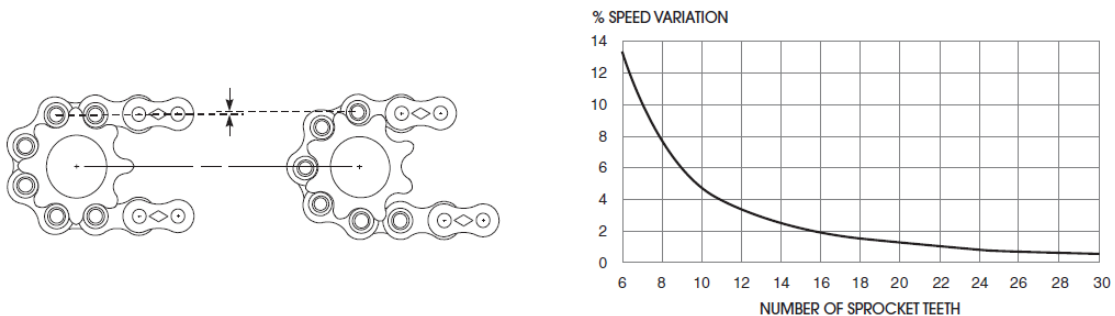 % SPEED VARIATION
14
12
10
8
6
4
2
0
6 8 10 12 14 16 18 20 22 24 26 28 30
NUMBER OF SPROCKET TEETH